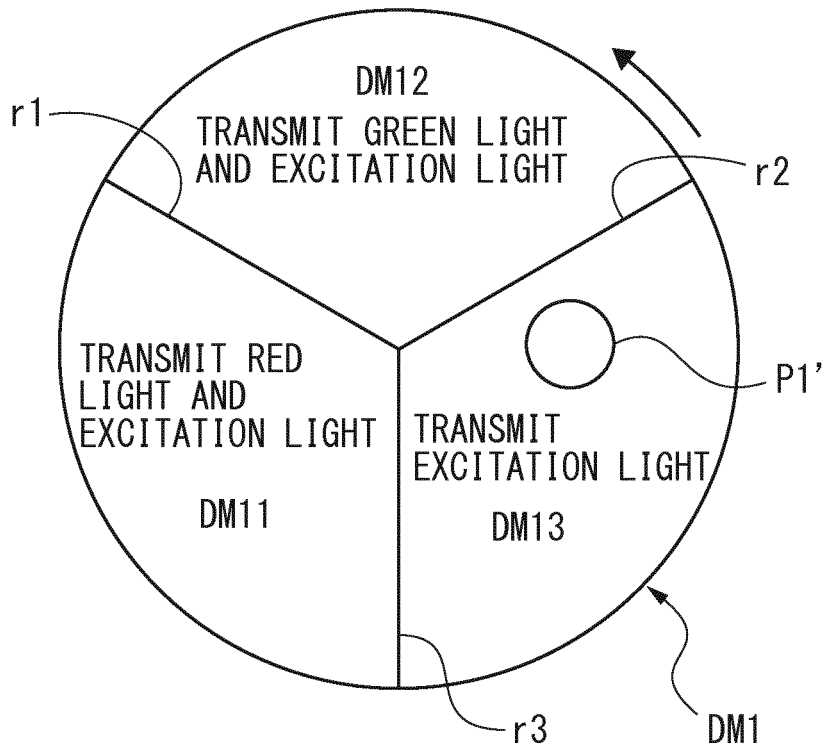 DM12
r1
TRANSMIT GREEN LIGHT
AND EXCITATION LIGHT
r2
TRANSMIT RED
LIGHT AND
EXCITATION LIGHT
DM11
P1’
TRANSMIT
EXCITATION LIGHT
DM13
r3
DM1